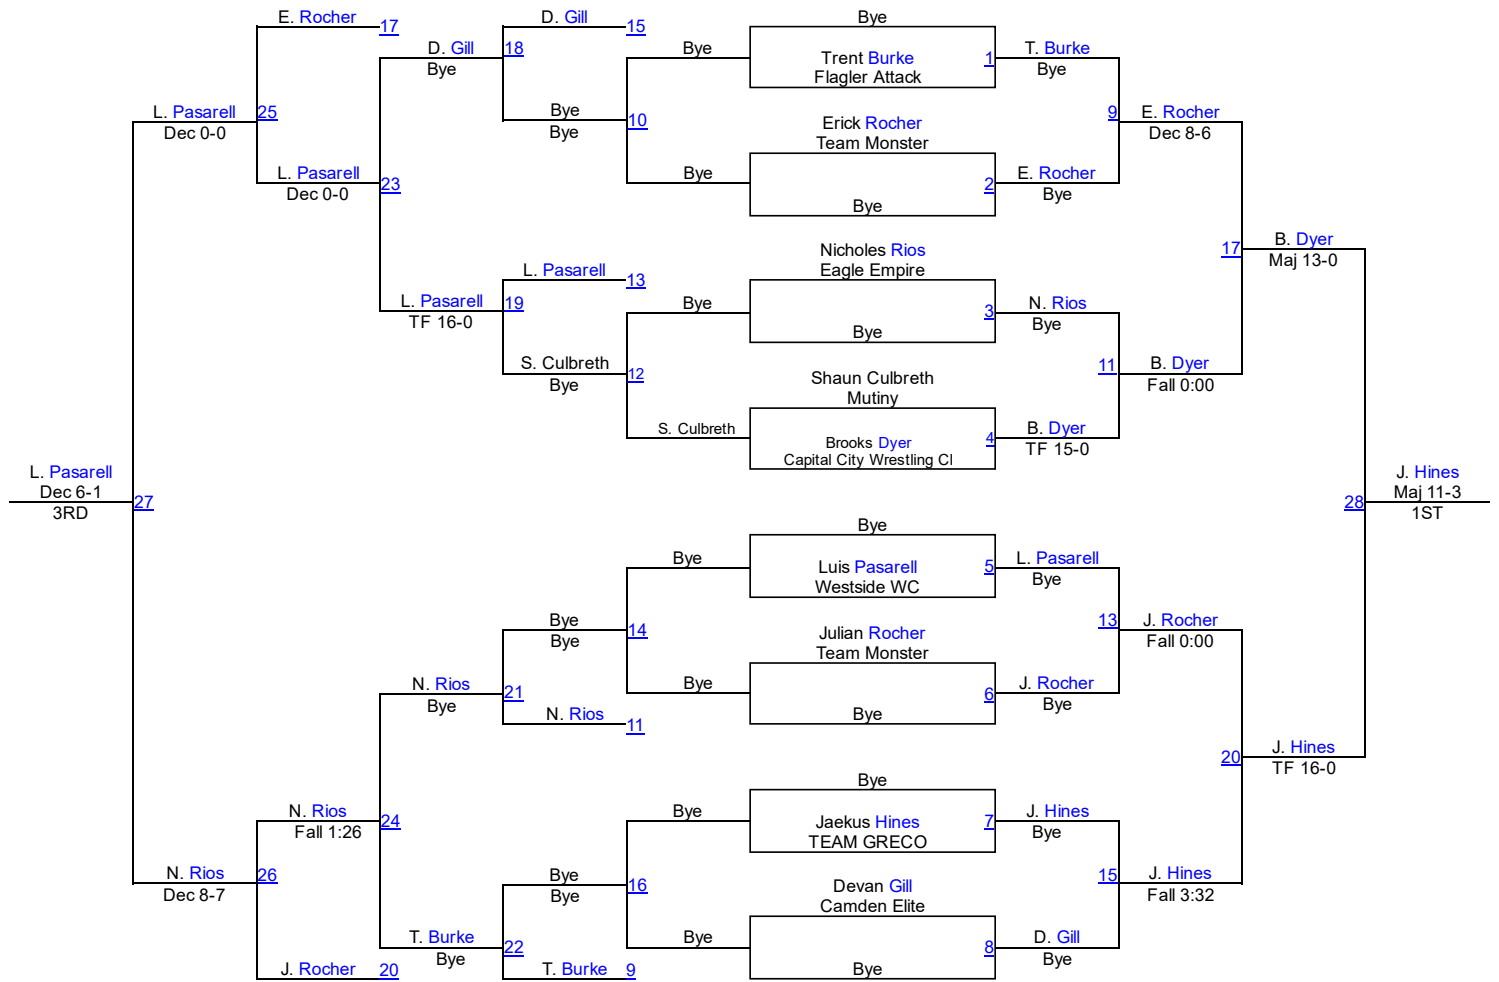 E. Rocher
17
D. Gill
15
Bye
D. Gill
18
Bye
Bye
Trent Burke
1
T. Burke
Flagler Attack
Bye
L. Pasarell
25
Dec 0-0
Bye
10
Bye
Erick Rocher
Team Monster
9
E. Rocher
Dec 8-6
L. Pasarell
23
Dec 0-0
Bye
2
E. Rocher
Bye
Bye
Nicholes Rios
Eagle Empire
17
B. Dyer
Maj 13-0
L. Pasarell
13
L. Pasarell
19
TF 16-0
Bye
3
N. Rios
Bye
Bye
S. Culbreth
12
Bye
Shaun Culbreth
Mutiny
11
B. Dyer
Fall 0:00
S. Culbreth
Brooks Dyer
4
B. Dyer
Capital City Wrestling Cl
TF 15-0
L. Pasarell
Dec 6-1
27
3RD
J. Hines
Maj 11-3
28
1ST
Bye
Bye
Luis Pasarell
5
L. Pasarell
Westside WC
Bye
Bye
14
Bye
Julian Rocher
Team Monster
13
J. Rocher
Fall 0:00
N. Rios
21
Bye
Bye
6
J. Rocher
Bye
Bye
N. Rios
11
20
J. Hines
TF 16-0
Bye
N. Rios
24
Fall 1:26
Bye
Jaekus Hines
7
J. Hines
TEAM GRECO
Bye
N. Rios
26
Dec 8-7
Bye
16
Bye
Devan Gill
Camden Elite
15
J. Hines
Fall 3:32
T. Burke
22
Bye
Bye
8
D. Gill
Bye
Bye
J. Rocher
20
T. Burke
9